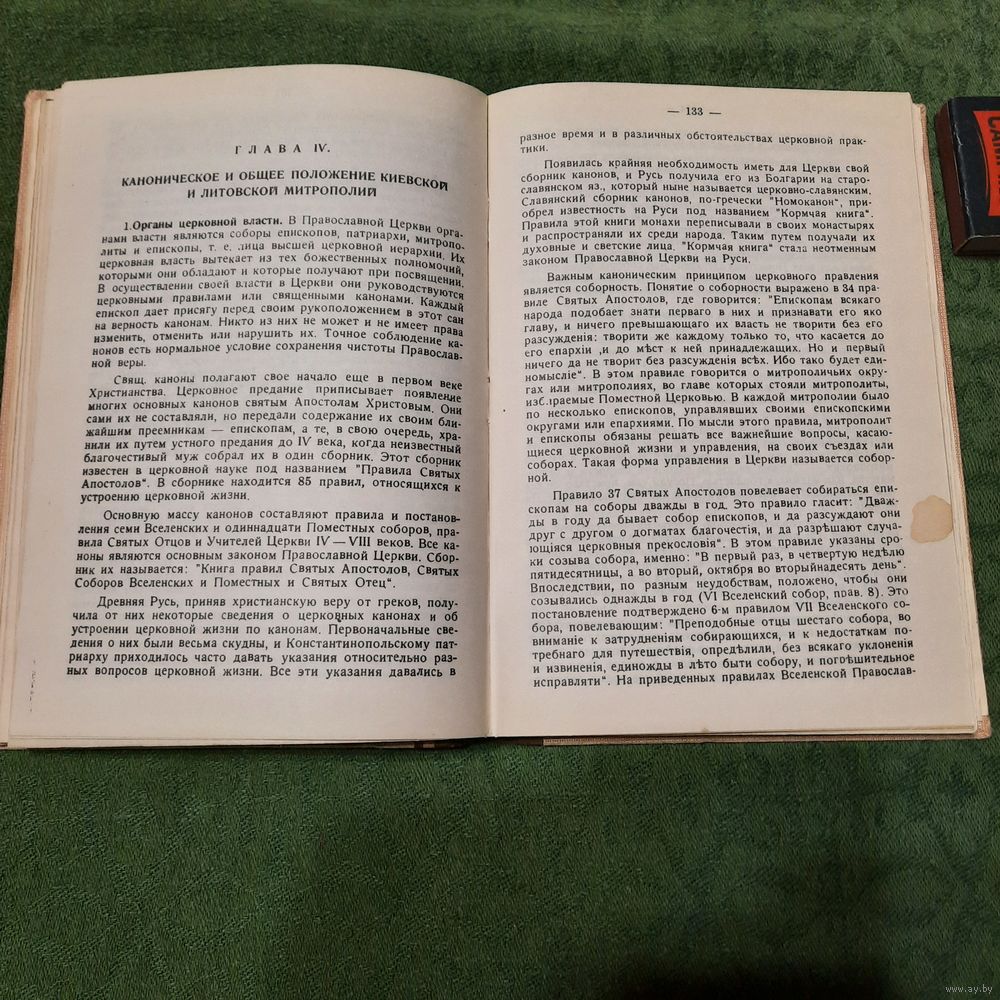 ГЛАВА IV.
КАНОНИЧЕСКОЕ И ОБЩЕЕ ПОЛОЖЕНИЕ КИЕВСКОЙ
И ЛИТОВСКОЙ МИТРОПОЛИЙ
1.Органы церковной власти. В Православной Церкви орга-
нами власти являются соборы епископов, патриархи, митропо-
литы и епископы, т. е. лица высшей церковной иерархии. Их
церковная власть вытекает из тех божественных полномочий,
которыми они обладают и которые получают при посвящении.
В осуществлении своей власти в Церкви они руководствуются
церковными правилами или священными канонами. Каждый
епископ дает присягу перед своим рукоположением в этот сан
на верность канонам. Никто из них не может и не имеет права
изменить, отменить или нарушить их. Точное соблюдение ка-
нонов есть нормальное условие сохранения чистоты Православ-
ной веры.
Свящ. каноны полагают свое начало еще в первом веке
Христианства. Церковное предание приписывает появление
многих основных канонов святым Апостолам Христовым. Они
сами их не составляли, но передали содержание их своим бли-
жайшим преемникам — епископам, а те, в свою очередь, хра-
нили их путем устного предания до IV века, когда неизвестный
благочестивый муж собрал их в один сборник. Этот сборник
известен в церковной науке под названием "Правила Святых
Апостолов". В сборнике находится 85 правил, относящихся к
устроению церковной жизни.
Основную массу канонов составляют правила и постанов-
ления семи Вселенских и одиннадцати Поместных соборов, пра-
вила Святых Отцов и Учителей Церкви IV—VIII веков. Все ка-
ноны являются основным законом Православной Церкви. Сбор-
ник их называется: "Книга правил Святых Апостолов, Святых
Соборов Вселенских и Поместных и Святых Отец".
Древняя Русь, приняв христианскую веру от греков, полу-
чила от них некоторые сведения о церковных канонах и об
устроении церковной жизни по канонам. Первоначальные све-
дения о них были весьма скудны, и Константинопольскому пат-
риарху приходилось часто давать указания относительно раз-
ных вопросов церковной жизни. Все эти указания давались в
— 133 —
разное время и в различных обстоятельствах церковной прак-
тики.
Появилась крайняя необходимость иметь для Церкви свой
сборник канонов, и Русь получила его из Болгарии на старо-
славянском яз., который ныне называется церковно-славянским.
Славянский сборник канонов, по-гречески "Номоканон", при-
обрел известность на Руси под названием "Кормчая книга".
Правила этой книги монахи переписывали в своих монастырях
и распространяли их среди народа. Таким путем получали их
духовные и светские лица. "Кормчая книга" стала неотменным
законом Православной Церкви на Руси.
Важным каноническим принципом церковного правления
является соборность. Понятие о соборности выражено в 34 пра-
виле Святых Апостолов, где говорится: "Епископам всякаго
народа подобает знати перваго в них и признавати его яко
главу, и ничего превышающаго их власть не творити без его
разсуждения: творити же каждому только то, что касается до
его епархіи ,и до мѣст к ней принадлежащих. Но и первый
ничего да не творит без разсуждения всѣх. Ибо тако будет еди-
номысліе". В этом правиле говорится о митрополичьих окру-
гах или митрополиях, во главе которых стояли митрополиты,
избираемые Поместной Церковью. В каждой митрополии было
по несколько епископов, управлявших своими епископскими
округами или епархиями. По мысли этого правила, митрополит
и епископы обязаны решать все важнейшие вопросы, касаю-
щиеся церковной жизни и управления, на своих съездах или
соборах. Такая форма управления в Церкви называется собор-
ной.
Правило 37 Святых Апостолов повелевает собираться епи-
скопам на соборы дважды в год. Это правило гласит: "Дваж-
ды в году да бывает собор епископов, и да разсуждают они
друг с другом о догматах благочестія, и да разрѣшают случа-
ющіяся церковныя прекословія". В этом правиле указаны сро-
ки созыва собора, именно: "В первый раз, в четвертую недѣлю
пятидесятницы, а во вторый, октября во вторыйнадесять день".
Впоследствии, по разным неудобствам, положено, чтобы они
созывались однажды в год (VI Вселенский собор, прав. 8). Это
постановление подтверждено 6-м правилом VII Вселенского со-
бора, повелевающим: "Преподобные отцы шестаго собора, во
вниманіе к затрудненіям собирающихся, и к недостаткам по-
требнаго для путешествія, опредѣлили, без всякаго уклоненія
и извиненія, единожды в лѣто быти собору, и погѣшительное
исправляти". На приведенных правилах Вселенской Православ-
www.ay.by